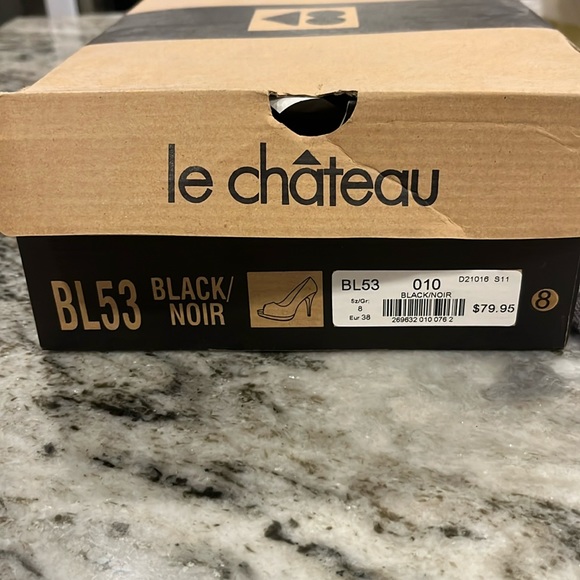 le château
BL53 BLACK/
NOIR
BL53 010 D21016 S11
BLACK/NOIR
Sz/Gr:
8
Eur 38
269632 010 076 2
$79.95
8